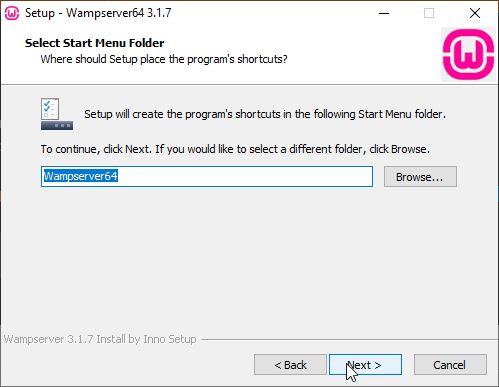 Setup - Wampserver64 3.1.7
Select Start Menu Folder
Where should Setup place the program's shortcuts?
Setup will create the program's shortcuts in the following Start Menu folder.
To continue, click Next. If you would like to select a different folder, click Browse.
Wampserver64
Browse...
Wampserver 3.1.7 Install by Inno Setup
< Back
Next >
Cancel